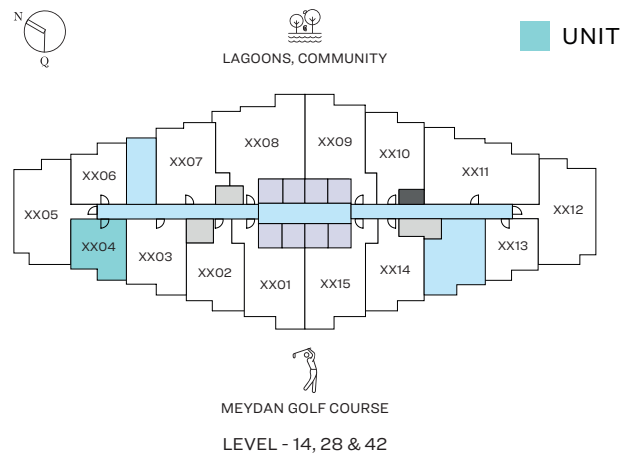 N
Q
LAGOONS, COMMUNITY
UNIT
XX08
XX09
XX07
XX10
XX06
XX11
XX05
XX12
XX04
XX03
XX13
XX02
XX14
XX01
XX15
MEYDAN GOLF COURSE
LEVEL - 14, 28 & 42